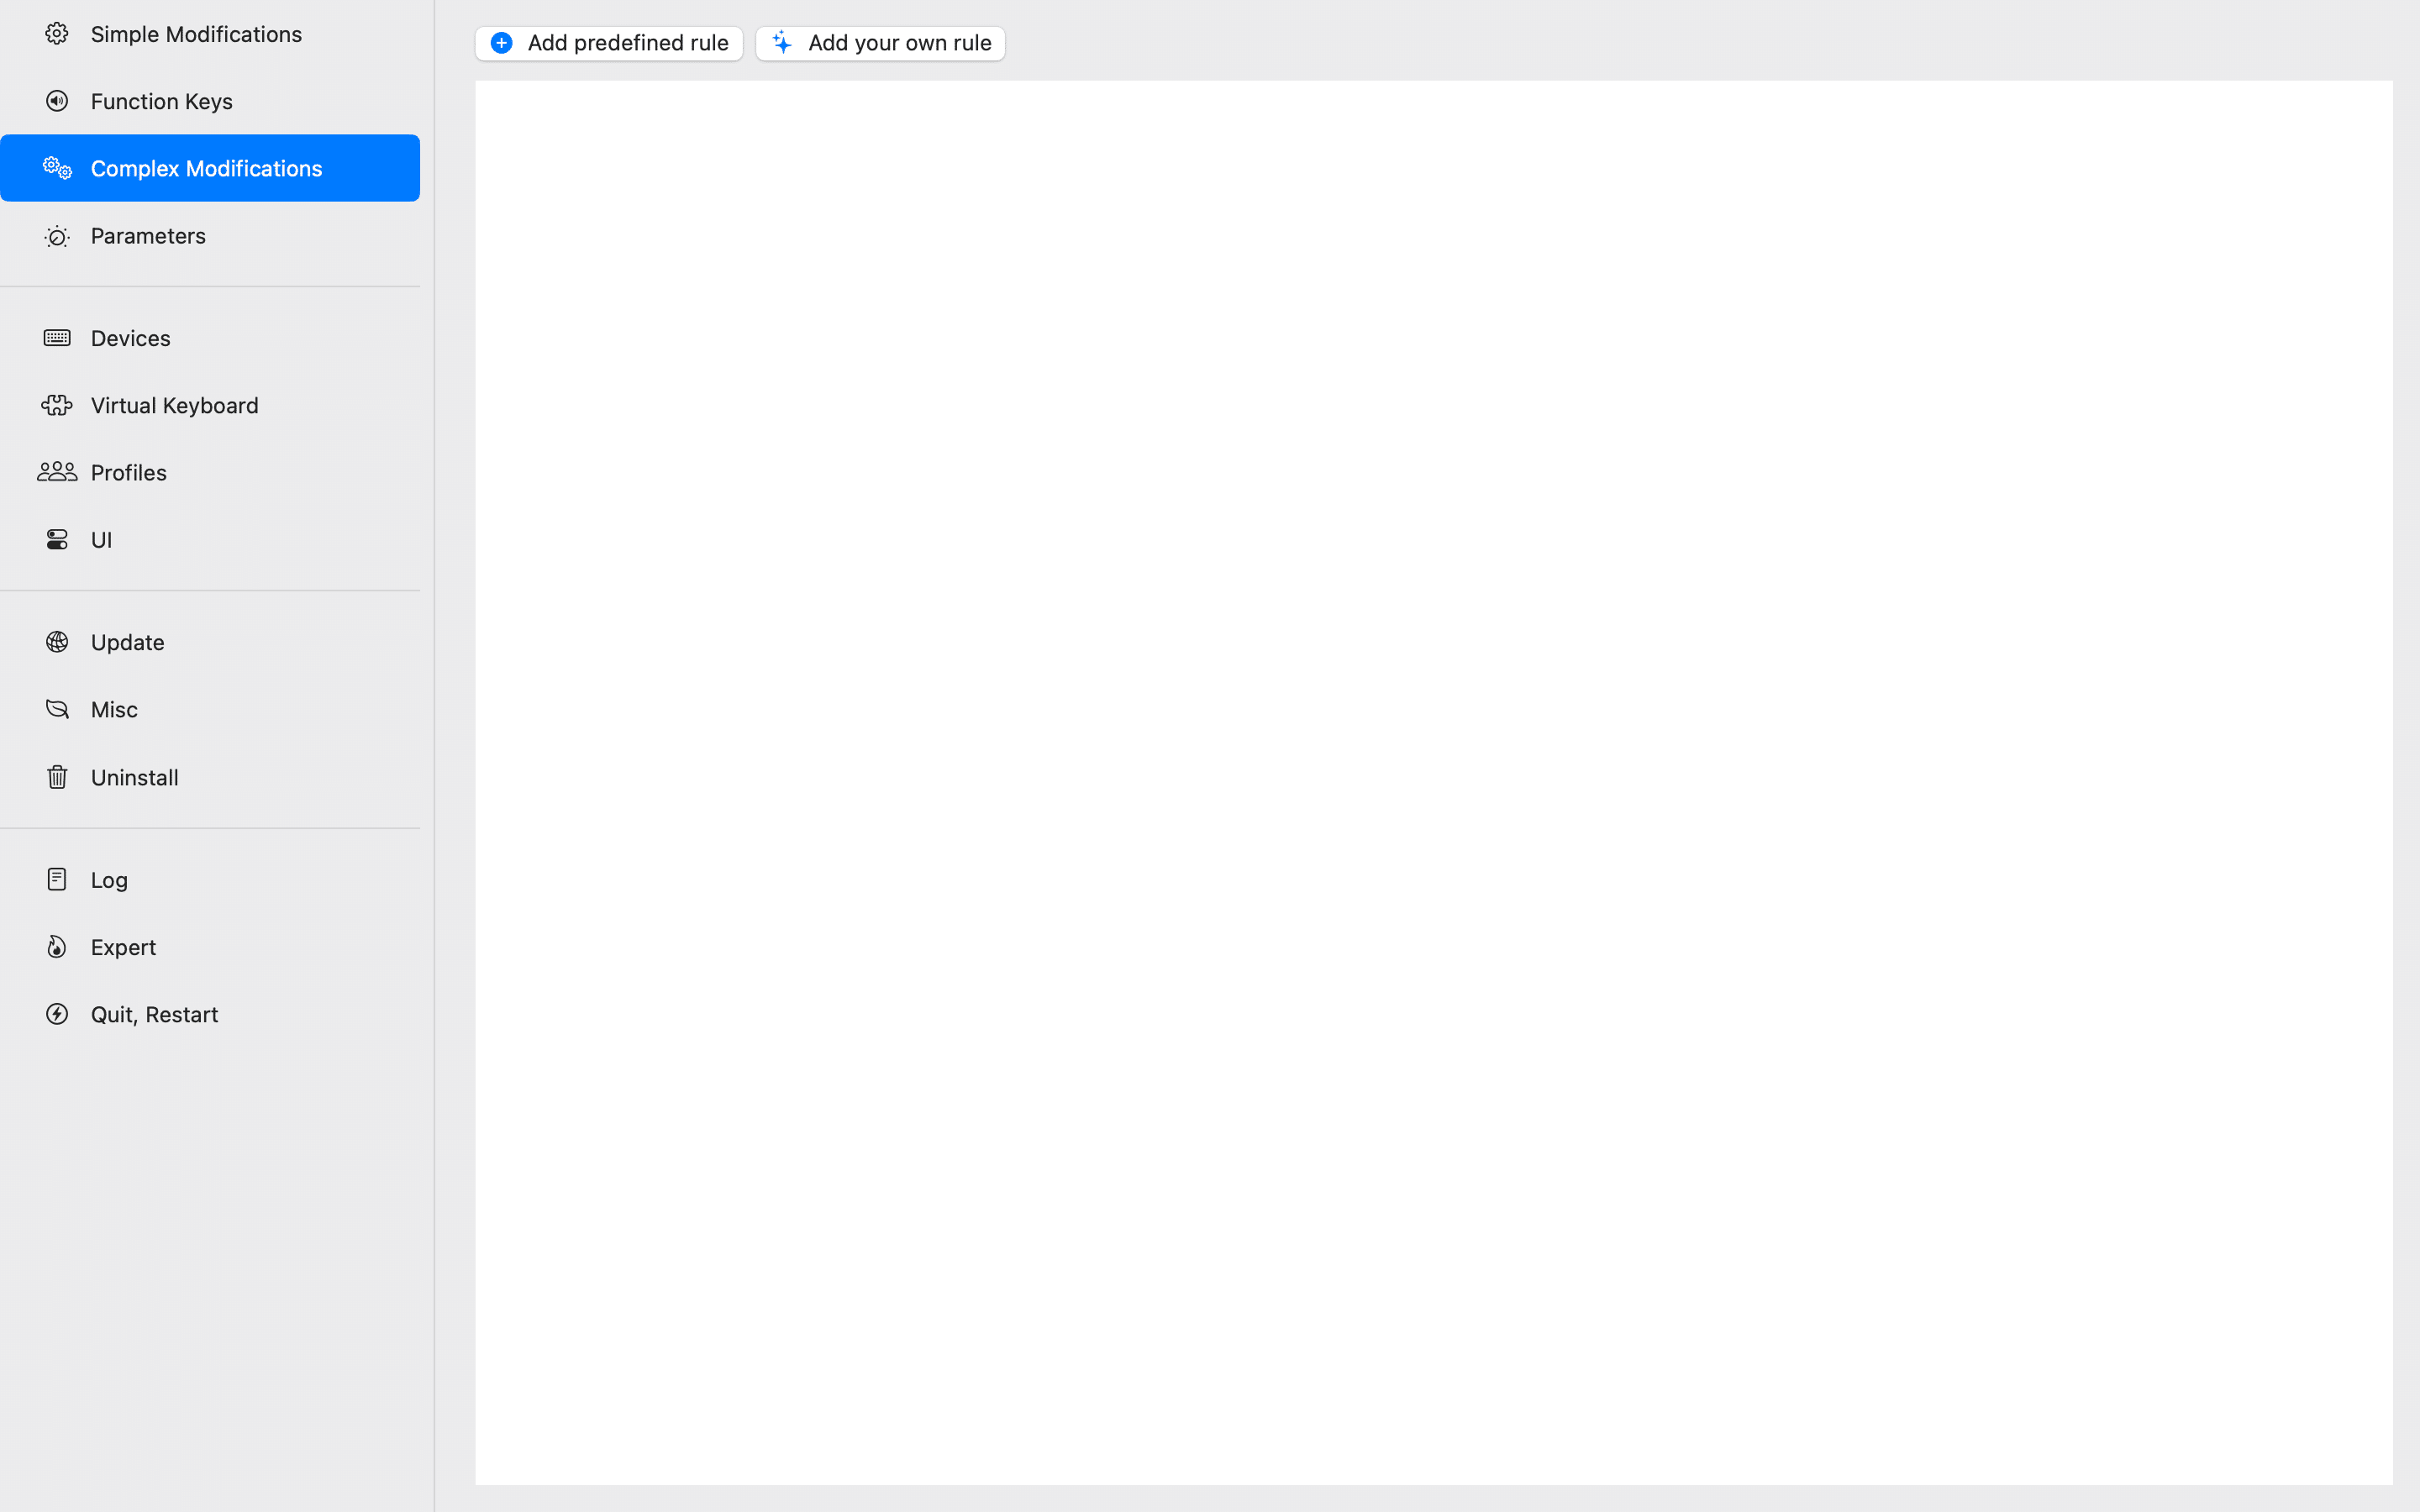 Simple Modifications
Function Keys
Complex Modifications
Parameters
Devices
Virtual Keyboard
Profiles
UI
Update
Misc
Uninstall
Log
Expert
Quit, Restart
Add predefined rule
Add your own rule